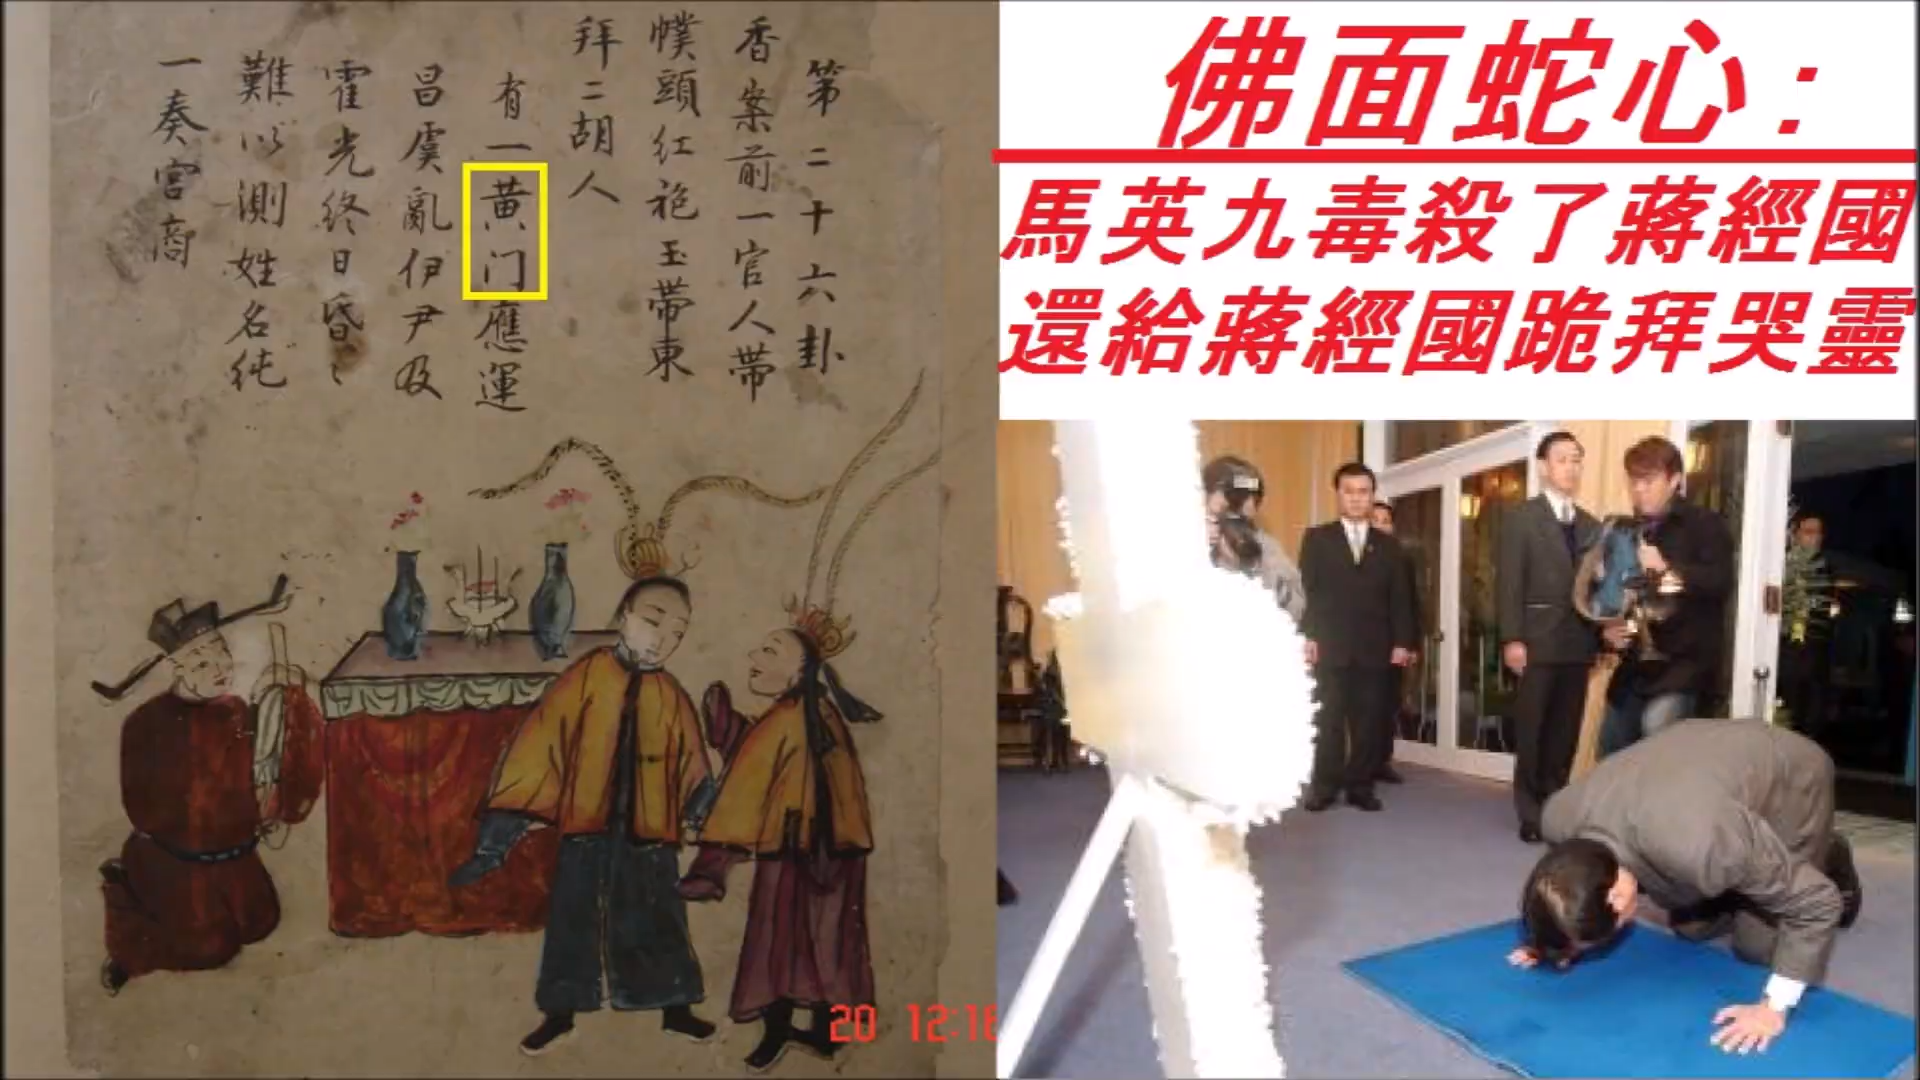 第二十六卦
香案前一官人帶
幞頭紅袍玉帶東
拜二胡人
有一黃门應運
昌虞亂伊尹及
霍光終日昏〻
難以測姓名純
一奏宮商
佛面蛇心:
馬英九毒殺了蔣經國
還給蔣經國跪拜哭靈
20 12:16